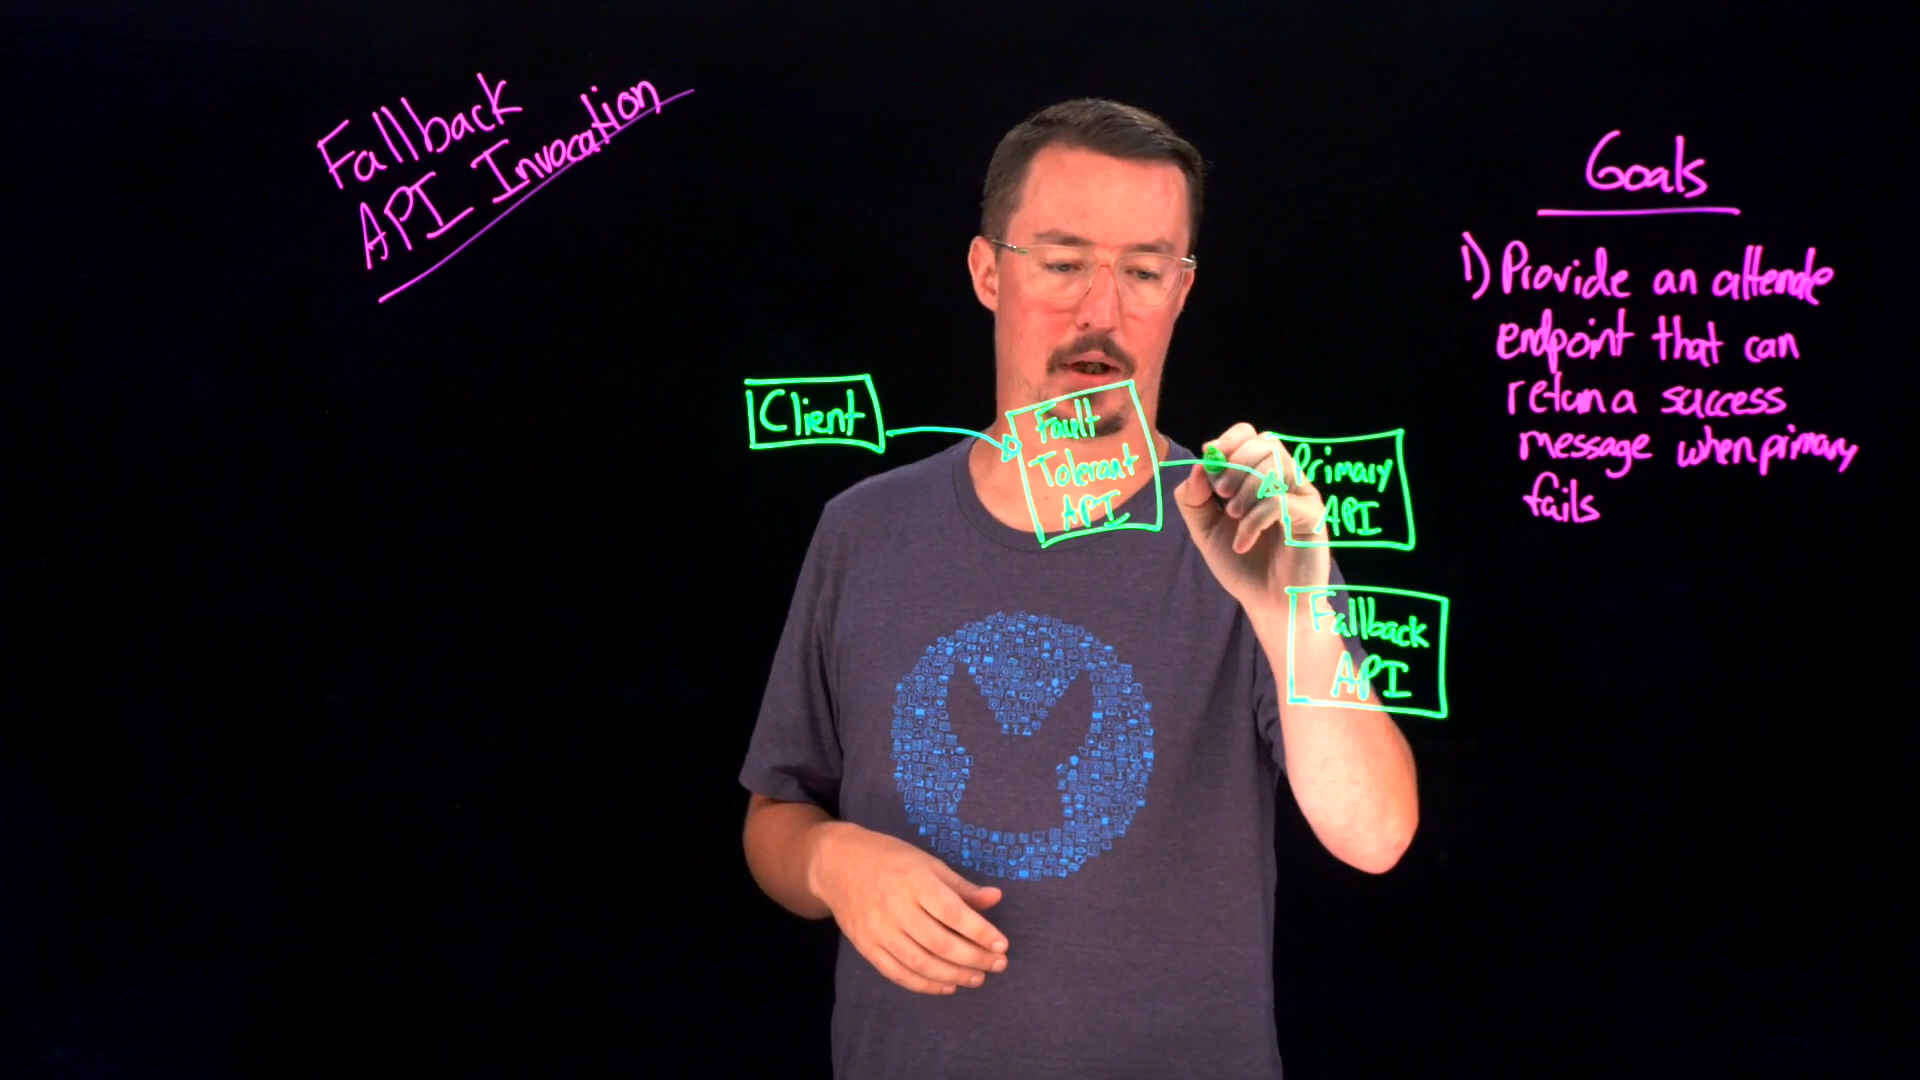 Fallback
API Invocation
Goals
1) Provide an alternate
endpoint that can
return a success
message when primary
fails
Client
Fault
Tolerant
API
Primary
API
Fallback
API